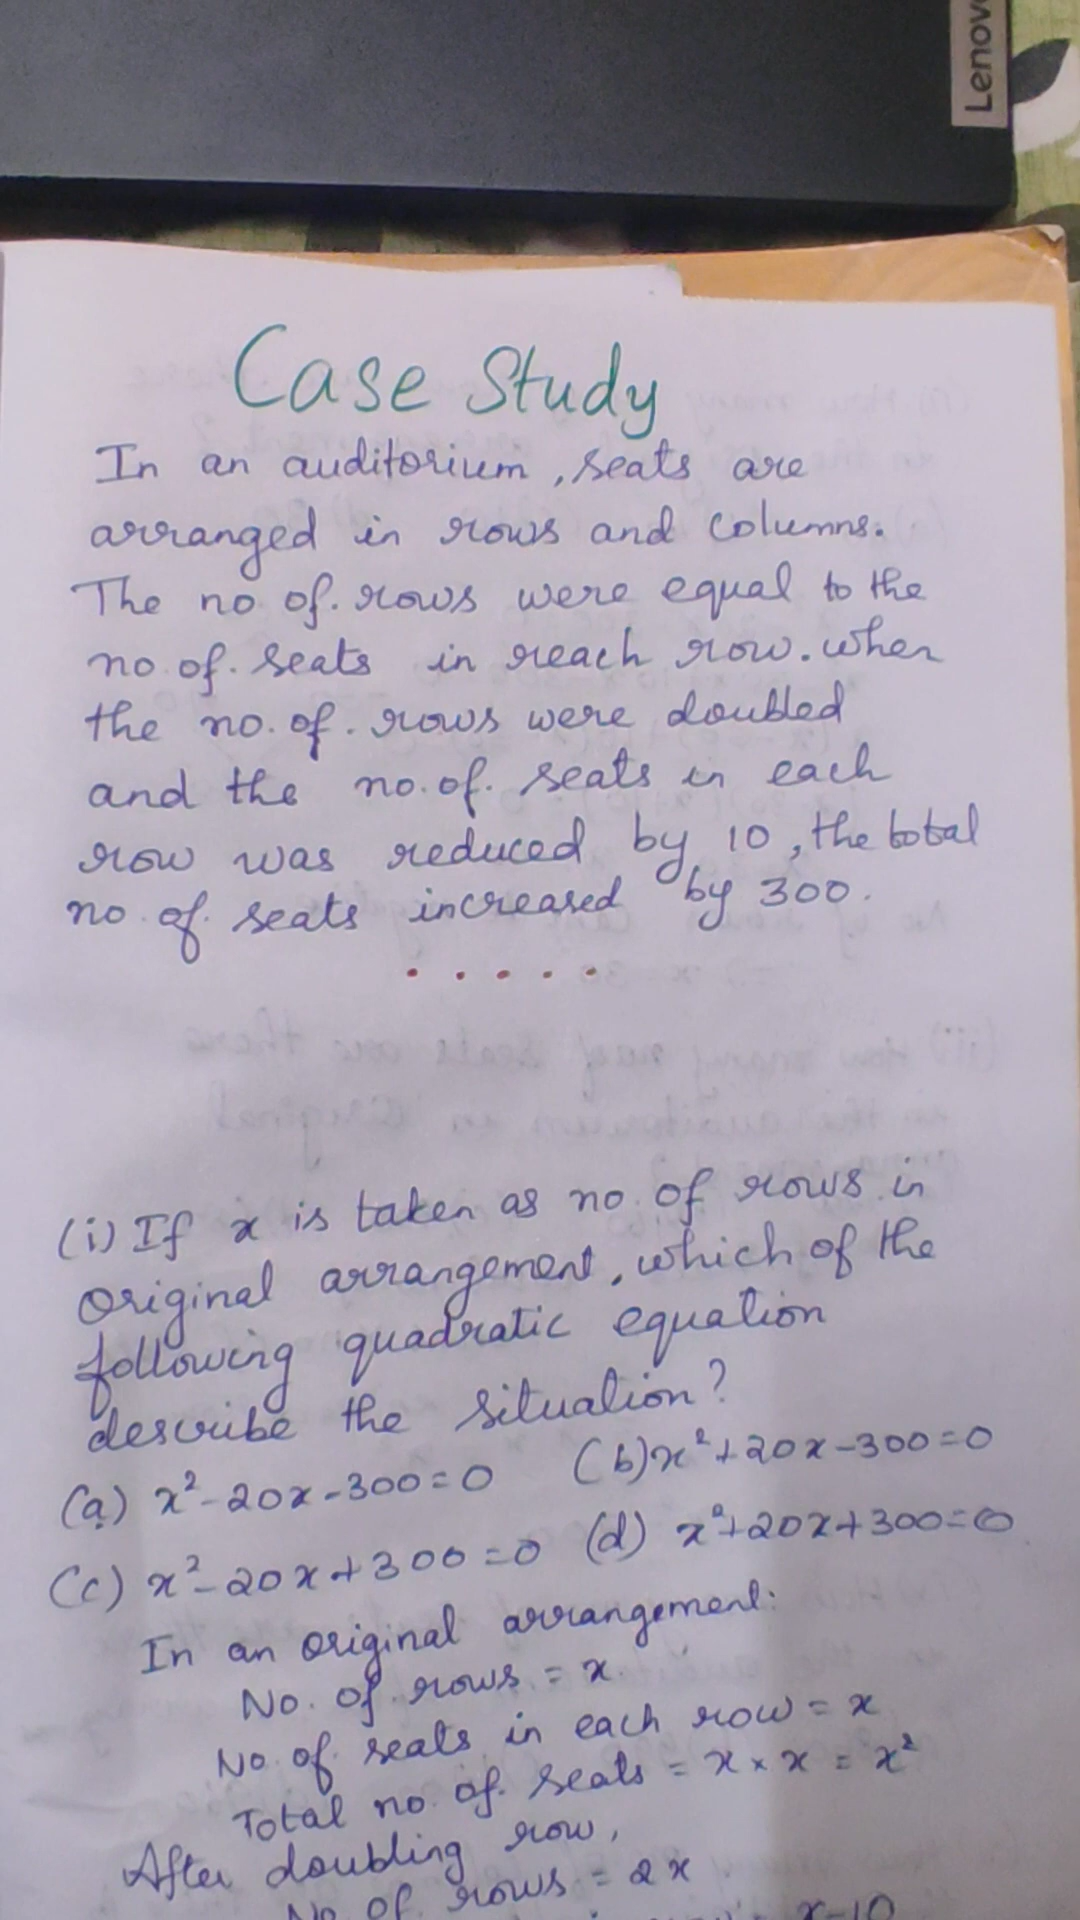 Lenov
Case Study
In an auditorium, seats are
arranged in rows and columns.
The no of. rows were equal to the
no. of. seats in reach row. when
the no. of. rows were doubled
and the no. of. seats in each
row was reduced by 10, the total
no. of. seats increased by 300.
.....
(i) If x is taken as no. of rows in
original arrangement, which of the
following quadratic equation
describe the situation?
(a) x²-20x-300=0 (b) x²+20x-300=0
(c) x²-20x+300=0 (d) x²+20x+300=0
In an original arrangement:
No. of rows = x
No. of seats in each row = x
Total no. of. seats = x × x = x²
After doubling row,
No of. rows = 2x
x-10